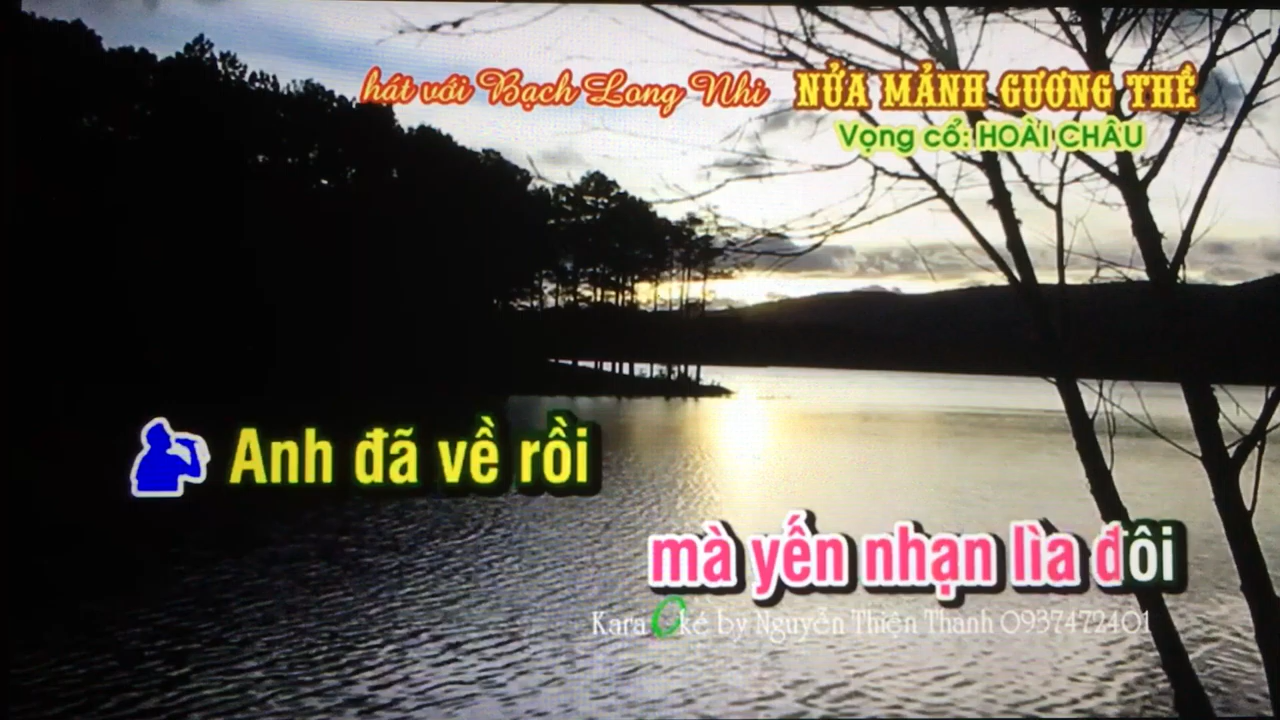 hát với Bạch Long Nhi NỬA MẢNH GƯƠNG THỀ
Vọng cổ: HOÀI CHÂU
Anh đã về rồi
mà yến nhạn lìa đôi
KaraOkê by Nguyễn Thiện Thanh 0937472401